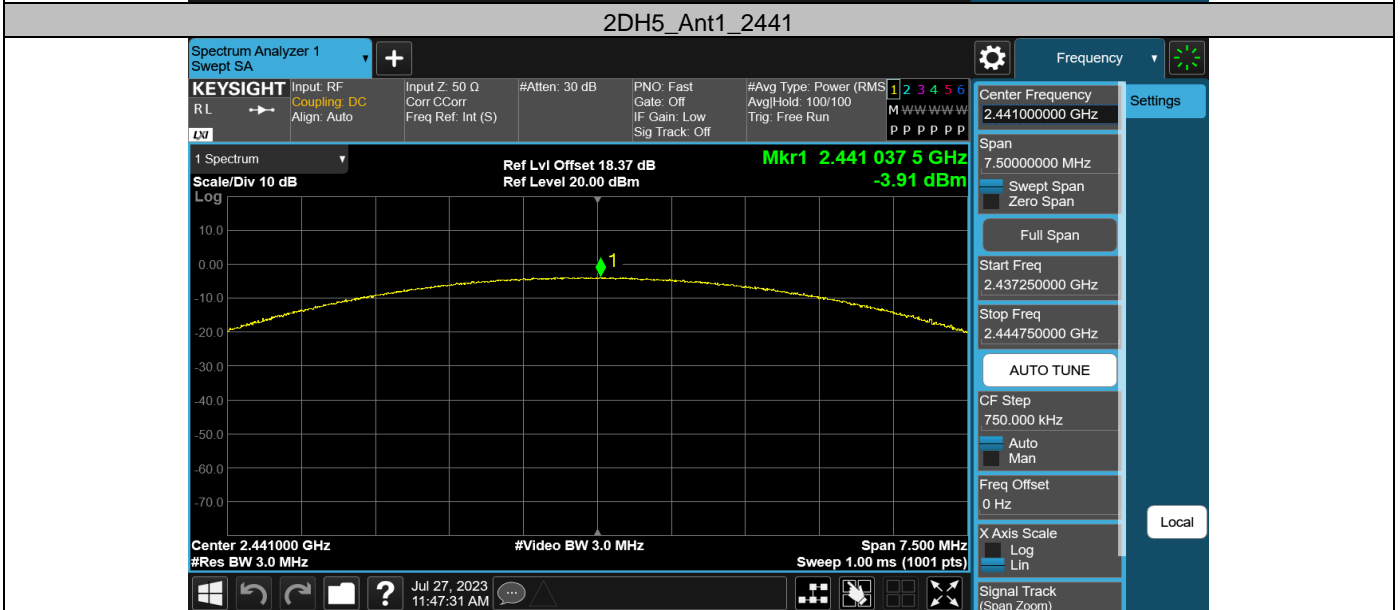 2DH5_Ant1_2441
Spectrum Analyzer 1
Swept SA
Frequency
KEYSIGHT
Input: RF
Coupling: DC
Align: Auto
Input Z: 50 Ω
Corr CCorr
Freq Ref: Int (S)
#Atten: 30 dB
PNO: Fast
Gate: Off
IF Gain: Low
Sig Track: Off
#Avg Type: Power (RMS
Avg|Hold: 100/100
Trig: Free Run
1 2 3 4 5 6
M W W W W W
P P P P P P
R L
LXI
Center Frequency
2.441000000 GHz
Settings
Span
7.50000000 MHz
Swept Span
Zero Span
Full Span
Start Freq
2.437250000 GHz
Stop Freq
2.444750000 GHz
AUTO TUNE
CF Step
750.000 kHz
Auto
Man
Freq Offset
0 Hz
X Axis Scale
Log
Lin
Signal Track
(Span Zoom)
Local
1 Spectrum
Scale/Div 10 dB
Log
Ref Lvl Offset 18.37 dB
Ref Level 20.00 dBm
Mkr1 2.441 037 5 GHz
-3.91 dBm
1
10.0
0.00
-10.0
-20.0
-30.0
-40.0
-50.0
-60.0
-70.0
Center 2.441000 GHz
#Res BW 3.0 MHz
#Video BW 3.0 MHz
Span 7.500 MHz
Sweep 1.00 ms (1001 pts)
?
Jul 27, 2023
11:47:31 AM